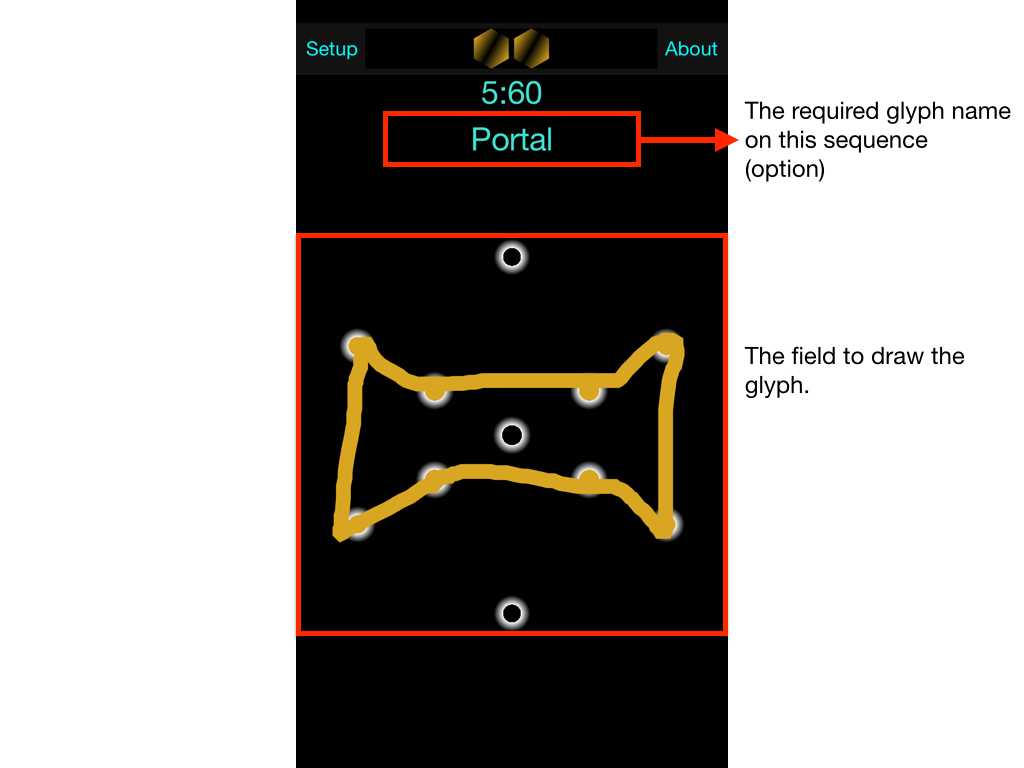 Setup
About
5:60
Portal
The required glyph name
on this sequence
(option)
The field to draw the
glyph.